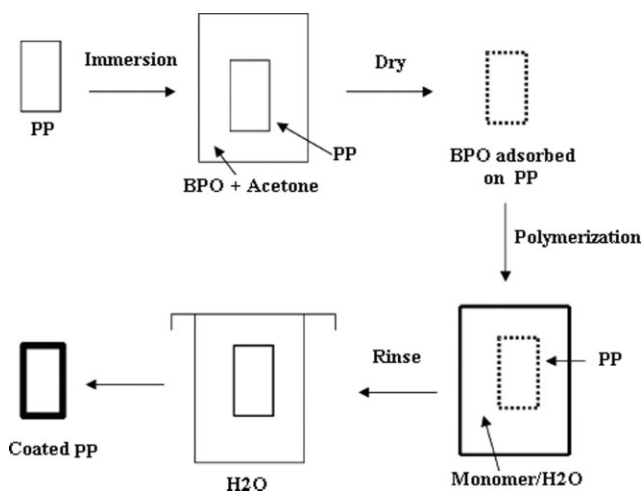 Immersion
Dry
PP
PP
BPO + Acetone
BPO adsorbed
on PP
Polymerization
Rinse
PP
Coated PP
H2O
Monomer/H2O